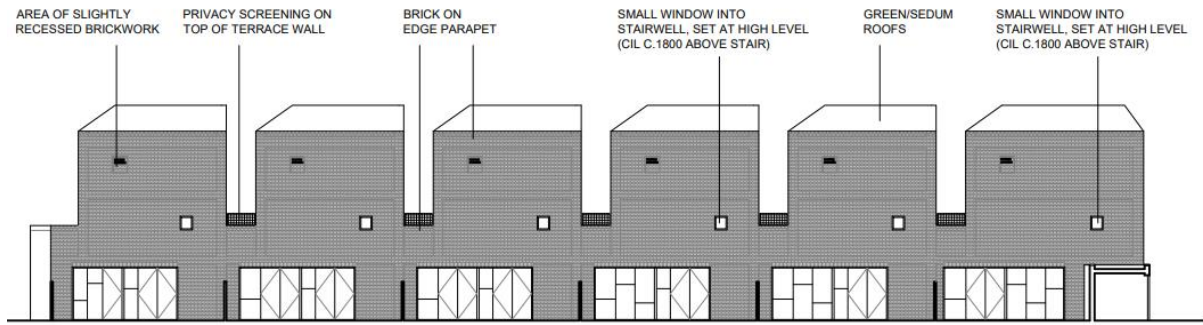 AREA OF SLIGHTLY
RECESSED BRICKWORK
PRIVACY SCREENING ON
TOP OF TERRACE WALL
BRICK ON
EDGE PARAPET
SMALL WINDOW INTO
STAIRWELL, SET AT HIGH LEVEL
(CIL C.1800 ABOVE STAIR)
GREEN/SEDUM
ROOFS
SMALL WINDOW INTO
STAIRWELL, SET AT HIGH LEVEL
(CIL C.1800 ABOVE STAIR)